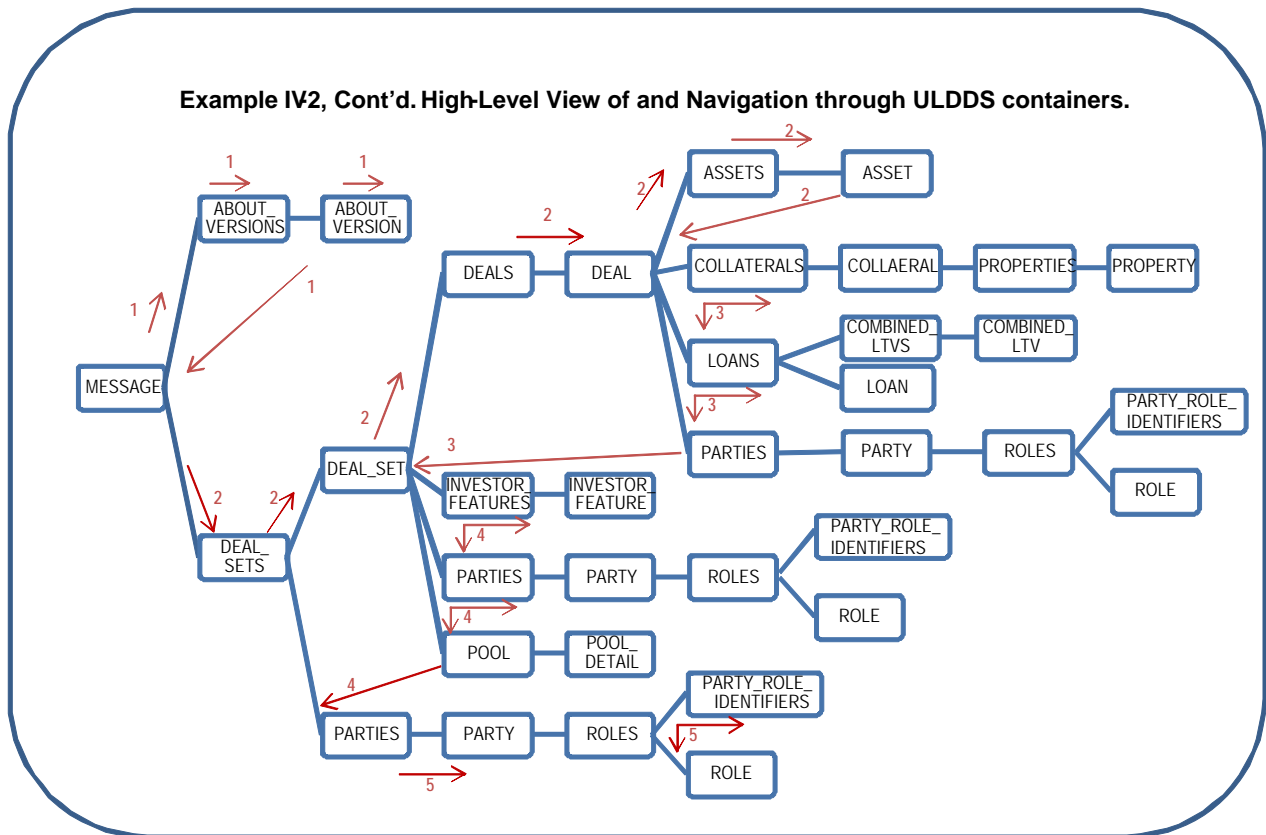 Example IV-2, Cont'd. High-Level View of and Navigation through ULDDS containers.
2
ASSETS
ASSET
1
1
2
2
ABOUT_
VERSIONS
ABOUT_
VERSION
2
DEALS
DEAL
COLLATERALS
COLLAERAL
PROPERTIES
PROPERTY
1
1
3
COMBINED_
LTVS
COMBINED_
LTV
LOANS
LOAN
MESSAGE
3
PARTY_ROLE_
IDENTIFIERS
2
3
PARTIES
PARTY
ROLES
DEAL_SET
ROLE
2
2
INVESTOR_
FEATURES
INVESTOR_
FEATURE
4
PARTY_ROLE_
IDENTIFIERS
DEAL_
SETS
PARTIES
PARTY
ROLES
ROLE
4
POOL
POOL_
DETAIL
4
PARTY_ROLE_
IDENTIFIERS
PARTIES
PARTY
ROLES
5
ROLE
5